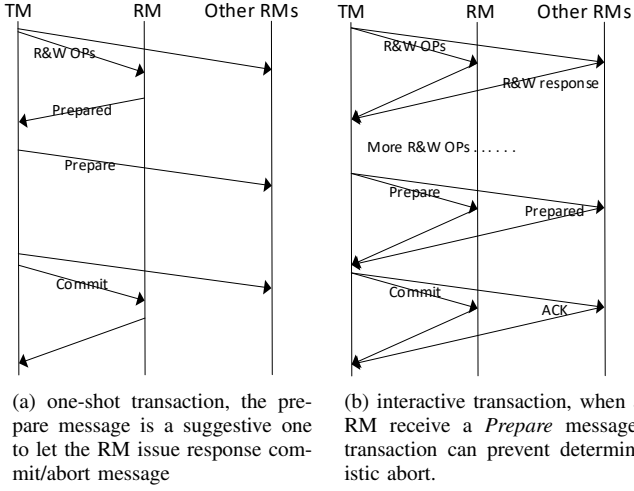 TM RM Other RMs
R&W OPs
Prepared
Prepare
Commit
(a) one-shot transaction, the pre-
pare message is a suggestive one
to let the RM issue response com-
mit/abort message
TM RM Other RMs
R&W OPs
R&W response
More R&W OPs . . . . . .
Prepare
Prepared
Commit
ACK
(b) interactive transaction, when
RM receive a Prepare message
transaction can prevent determin
istic abort.